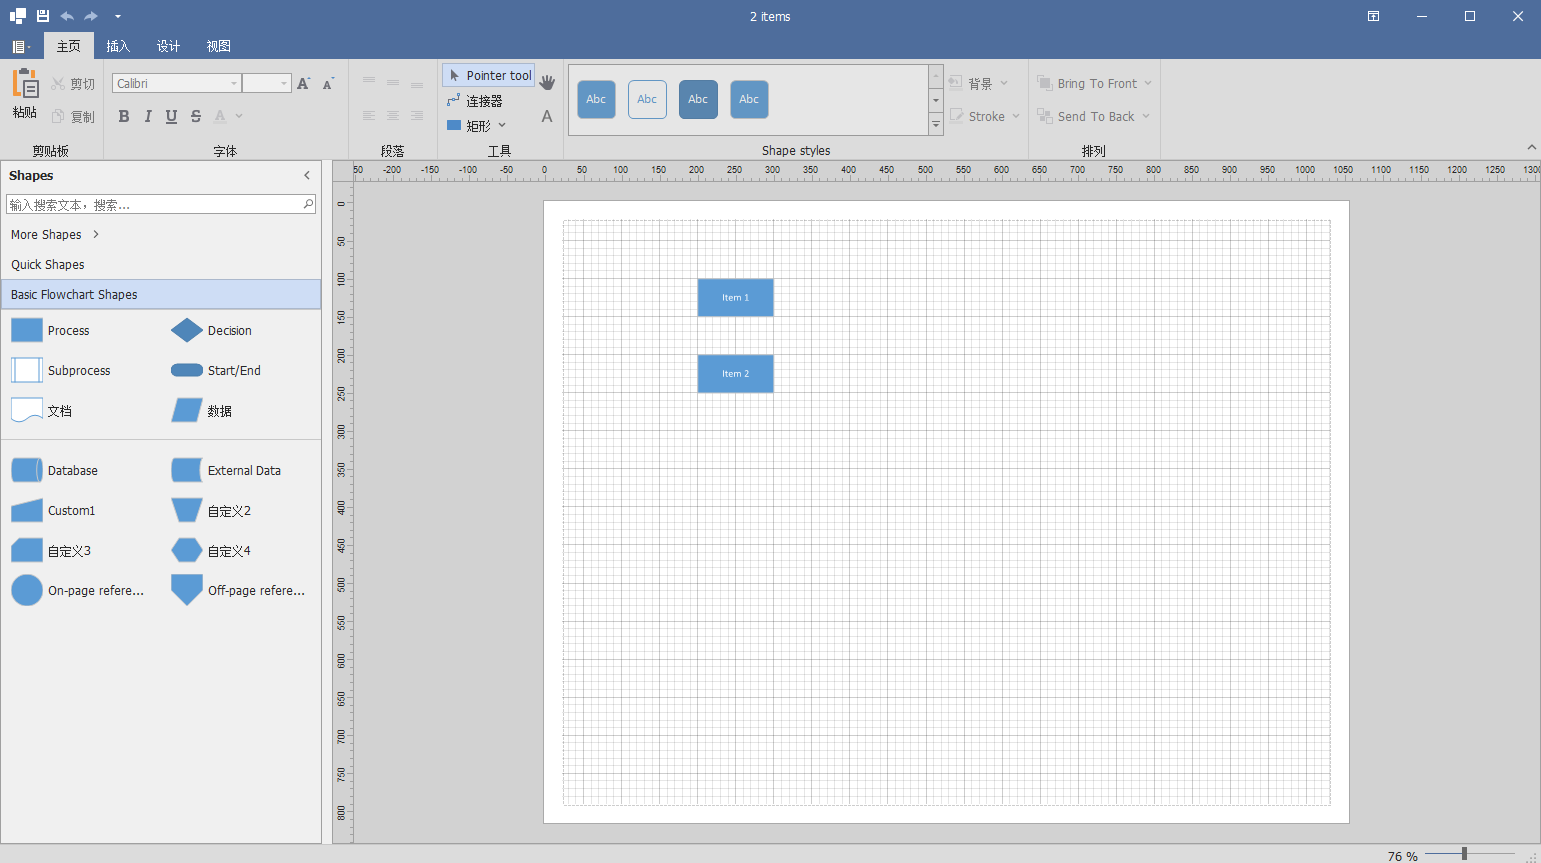 2 items
主页 插入 设计 视图
粘贴 剪切 复制
剪贴板
Calibri A A
B I U S A
字体
段落
Pointer tool
连接器 A
矩形
工具
Abc Abc Abc Abc
Shape styles
背景
Stroke
Bring To Front
Send To Back
排列
Shapes
输入搜索文本，搜索...
More Shapes
Quick Shapes
Basic Flowchart Shapes
Process Decision
Subprocess Start/End
文档 数据
Database External Data
Custom1 自定义2
自定义3 自定义4
On-page refere... Off-page refere...
50 -200 -150 -100 -50 0 50 100 150 200 250 300 350 400 450 500 550 600 650 700 750 800 850 900 950 1000 1050 1100 1150 1200 1250 1300
0
50
100
150
200
250
300
350
400
450
500
550
600
650
700
750
800
Item 1
Item 2
76 %